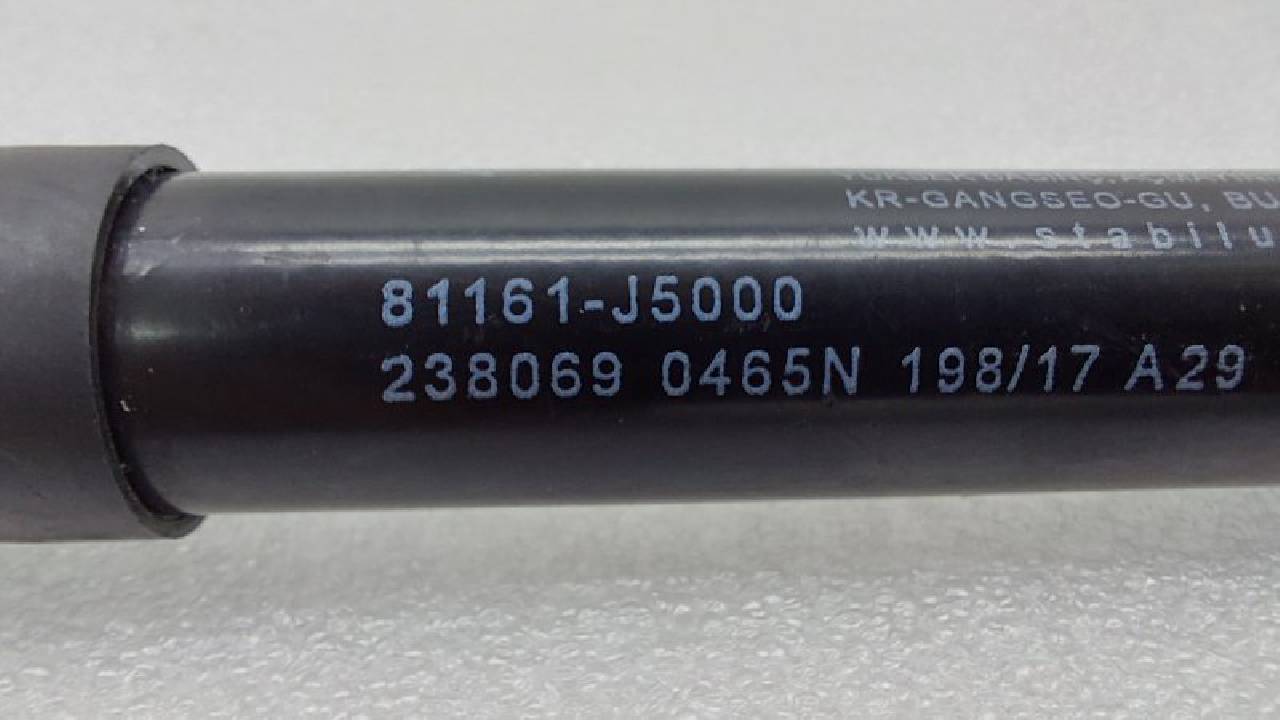 KR-GANGSEO-GU, BU
www.stabilu
81161-J5000
238069 0465N 198/17 A29